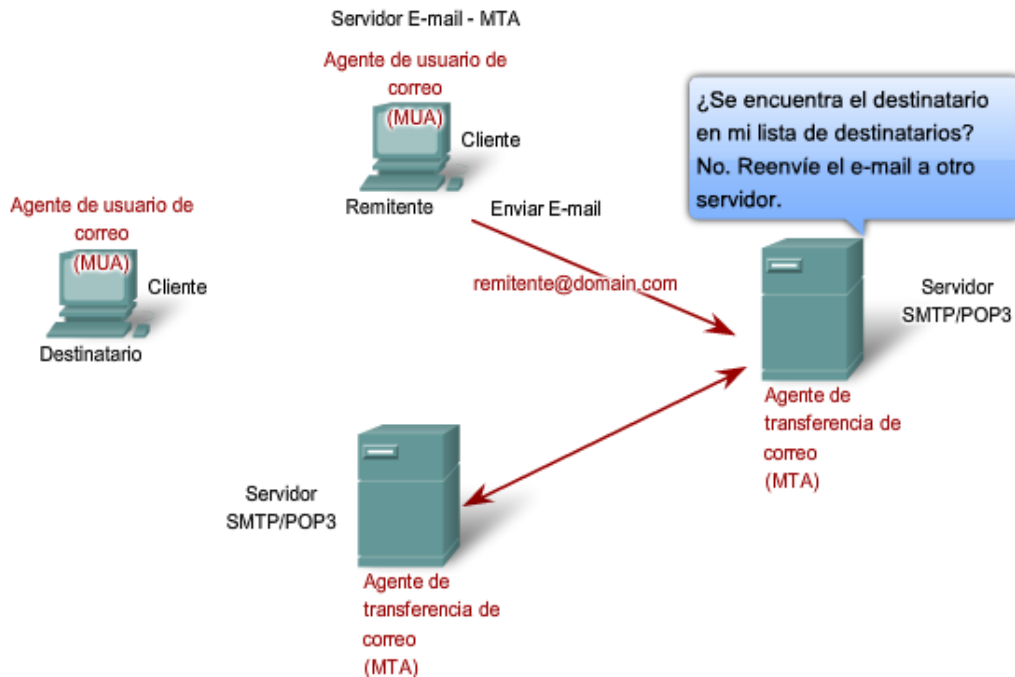 Servidor E-mail - MTA
Agente de usuario de
correo
(MUA)
Cliente
Remitente
Enviar E-mail
remitente@domain.com
¿Se encuentra el destinatario
en mi lista de destinatarios?
No. Reenvíe el e-mail a otro
servidor.
Agente de usuario de
correo
(MUA)
Cliente
Destinatario
Servidor
SMTP/POP3
Agente de
transferencia de
correo
(MTA)
Servidor
SMTP/POP3
Agente de
transferencia de
correo
(MTA)